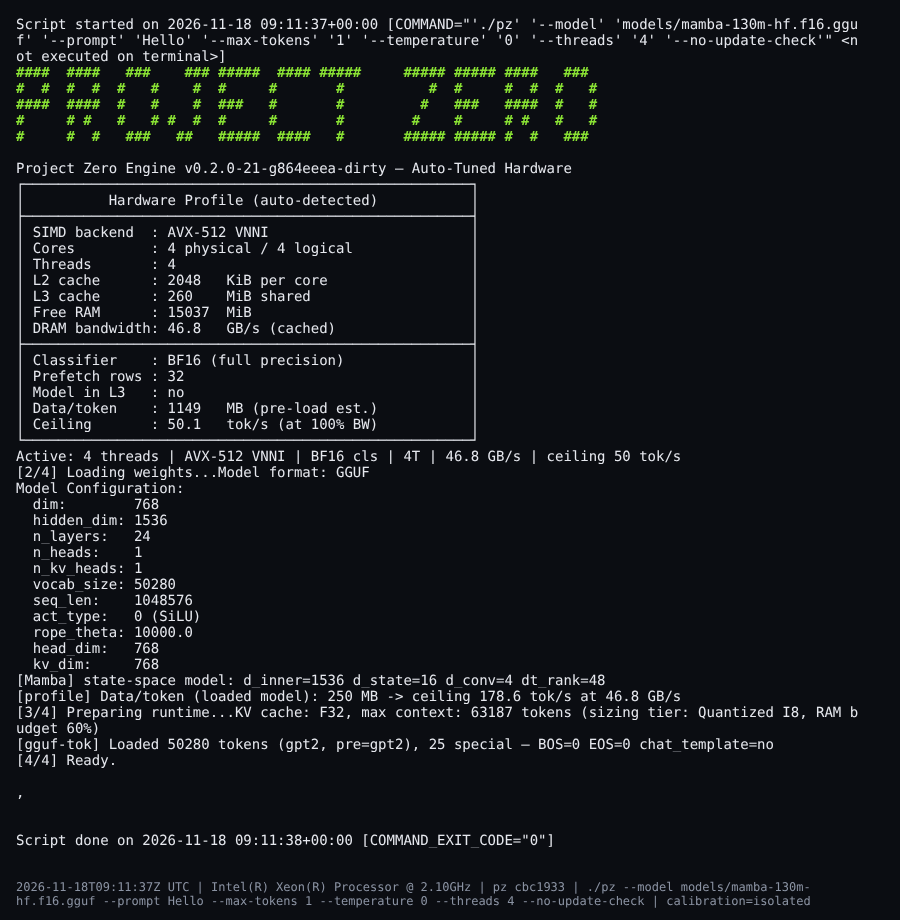 Script started on 2026-11-18 09:11:37+00:00 [COMMAND="'./pz' '--model' 'models/mamba-130m-hf.f16.ggu
f' '--prompt' 'Hello' '--max-tokens' '1' '--temperature' '0' '--threads' '4' '--no-update-check'" <n
ot executed on terminal>]
PROJECT ZERO
Project Zero Engine v0.2.0-21-g864eeea-dirty — Auto-Tuned Hardware
Hardware Profile (auto-detected)
SIMD backend : AVX-512 VNNI
Cores : 4 physical / 4 logical
Threads : 4
L2 cache : 2048 KiB per core
L3 cache : 260 MiB shared
Free RAM : 15037 MiB
DRAM bandwidth: 46.8 GB/s (cached)
Classifier : BF16 (full precision)
Prefetch rows : 32
Model in L3 : no
Data/token : 1149 MB (pre-load est.)
Ceiling : 50.1 tok/s (at 100% BW)
Active: 4 threads | AVX-512 VNNI | BF16 cls | 4T | 46.8 GB/s | ceiling 50 tok/s
[2/4] Loading weights...Model format: GGUF
Model Configuration:
dim: 768
hidden_dim: 1536
n_layers: 24
n_heads: 1
n_kv_heads: 1
vocab_size: 50280
seq_len: 1048576
act_type: 0 (SiLU)
rope_theta: 10000.0
head_dim: 768
kv_dim: 768
[Mamba] state-space model: d_inner=1536 d_state=16 d_conv=4 dt_rank=48
[profile] Data/token (loaded model): 250 MB -> ceiling 178.6 tok/s at 46.8 GB/s
[3/4] Preparing runtime...KV cache: F32, max context: 63187 tokens (sizing tier: Quantized I8, RAM b
udget 60%)
[gguf-tok] Loaded 50280 tokens (gpt2, pre=gpt2), 25 special — BOS=0 EOS=0 chat_template=no
[4/4] Ready.
,
Script done on 2026-11-18 09:11:38+00:00 [COMMAND_EXIT_CODE="0"]
2026-11-18T09:11:37Z UTC | Intel(R) Xeon(R) Processor @ 2.10GHz | pz cbc1933 | ./pz --model models/mamba-130m-
hf.f16.gguf --prompt Hello --max-tokens 1 --temperature 0 --threads 4 --no-update-check | calibration=isolated